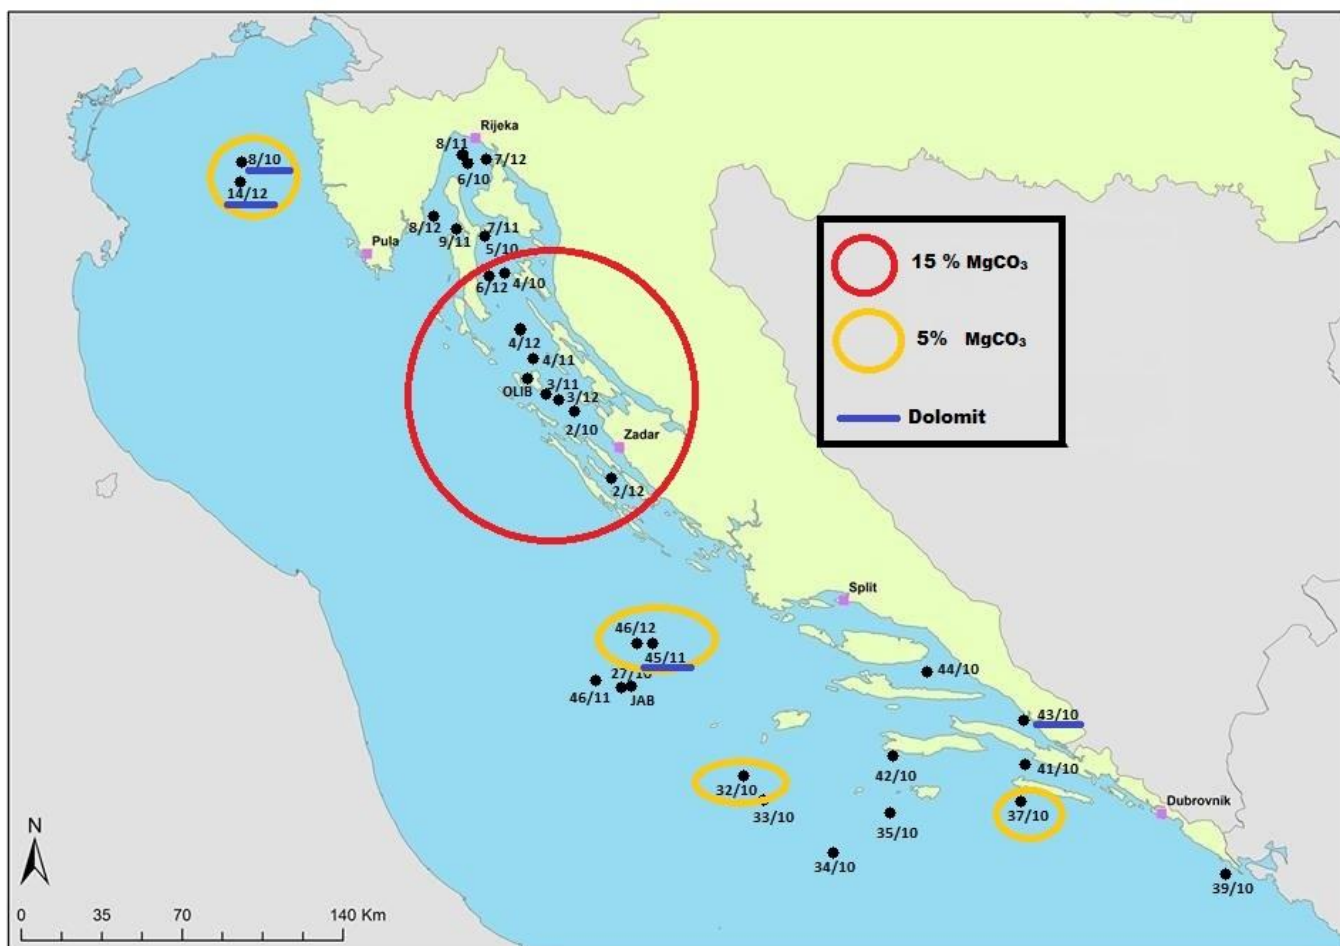 Rijeka
8/11
7/12
6/10
8/10
14/12
8/12
9/11
7/11
5/10
Pula
6/12
4/10
4/12
4/11
OLIB
3/11
3/12
2/10
Zadar
2/12
15 % MgCO₃
5% MgCO₃
Dolomit
Split
46/12
45/11
27/10
46/11
JAB
44/10
43/10
42/10
41/10
32/10
33/10
37/10
Dubrovnik
35/10
34/10
39/10
N
0 35 70 140 Km